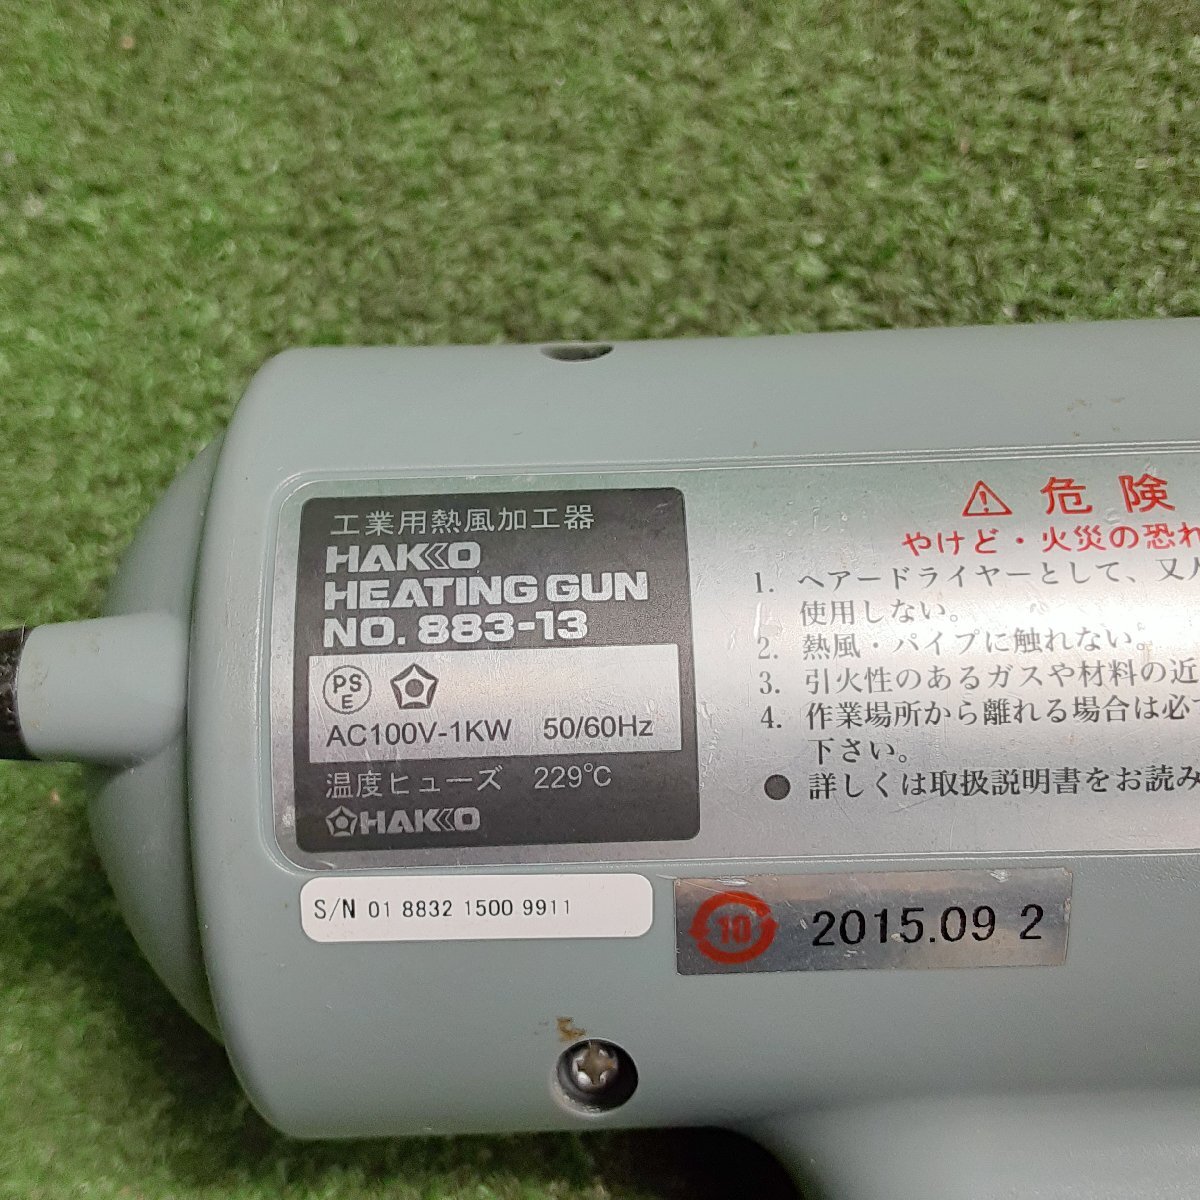 工業用熱風加工器
HAKKO
HEATING GUN
NO. 883-13
PS
E
AC100V-1KW 50/60Hz
温度ヒューズ 229℃
HAKKO
危険
やけど・火災の恐れ
1. ヘアードライヤーとして、又
使用しない。
2. 熱風・パイプに触れない。
3. 引火性のあるガスや材料の近
4. 作業場所から離れる場合は必
下さい。
● 詳しくは取扱説明書をお読み
S/N 01 8832 1500 9911
10 2015.09 2